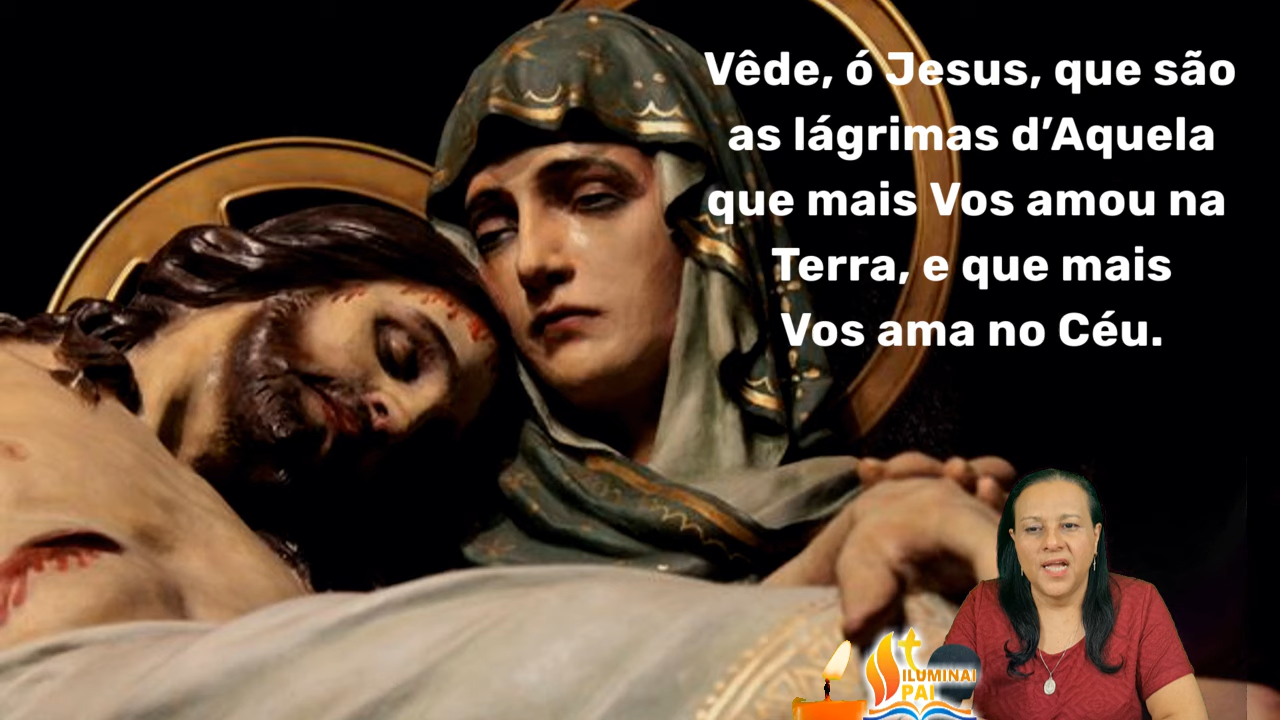 Vêde, ó Jesus, que são
as lágrimas d’Aquela
que mais Vos amou na
Terra, e que mais
Vos ama no Céu.
ILUMINAI
PAI